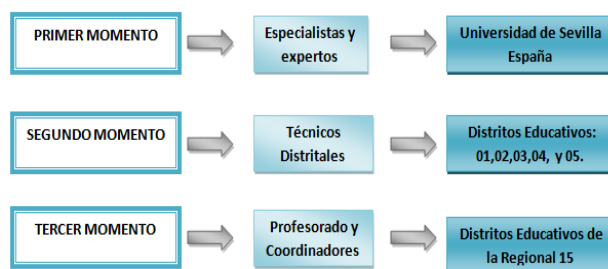 PRIMER MOMENTO
Especialistas y
expertos
Universidad de Sevilla
España
SEGUNDO MOMENTO
Técnicos
Distritales
Distritos Educativos:
01,02,03,04, y 05.
TERCER MOMENTO
Profesorado y
Coordinadores
Distritos Educativos de
la Regional 15